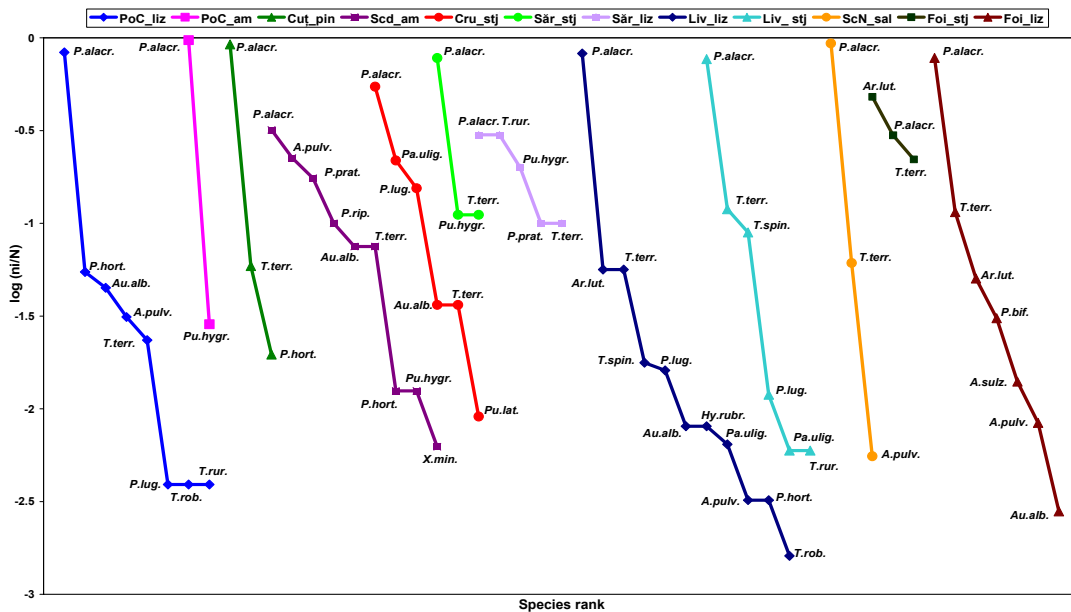 PoC_liz PoC_am Cuţ_pin Scd_am Cru_stj Săr_stj Săr_liz Liv_liz Liv_ stj ScN_sal Foi_stj Foi_liz
log (ni/N)
0
-0.5
-1
-1.5
-2
-2.5
-3
P.alacr.
P.hort.
Au.alb.
A.pulv.
T.terr.
P.lug.
T.rob.
T.rur.
P.alacr.
Pu.hygr.
P.alacr.
T.terr.
P.hort.
P.alacr.
A.pulv.
P.prat.
P.rip.
Au.alb.
T.terr.
P.hort.
Pu.hygr.
X.min.
P.alacr.
Pa.ulig.
P.lug.
Au.alb.
T.terr.
Pu.lat.
P.alacr.
Pu.hygr.
T.terr.
P.alacr.
T.rur.
Pu.hygr.
P.prat.
T.terr.
P.alacr.
Ar.lut.
T.terr.
T.spin.
P.lug.
Au.alb.
Hy.rubr.
Pa.ulig.
A.pulv.
P.hort.
T.rob.
P.alacr.
T.terr.
T.spin.
P.lug.
Pa.ulig.
T.rur.
P.alacr.
T.terr.
A.pulv.
Ar.lut.
P.alacr.
T.terr.
P.alacr.
T.terr.
Ar.lut.
P.bif.
A.sulz.
A.pulv.
Au.alb.
Species rank